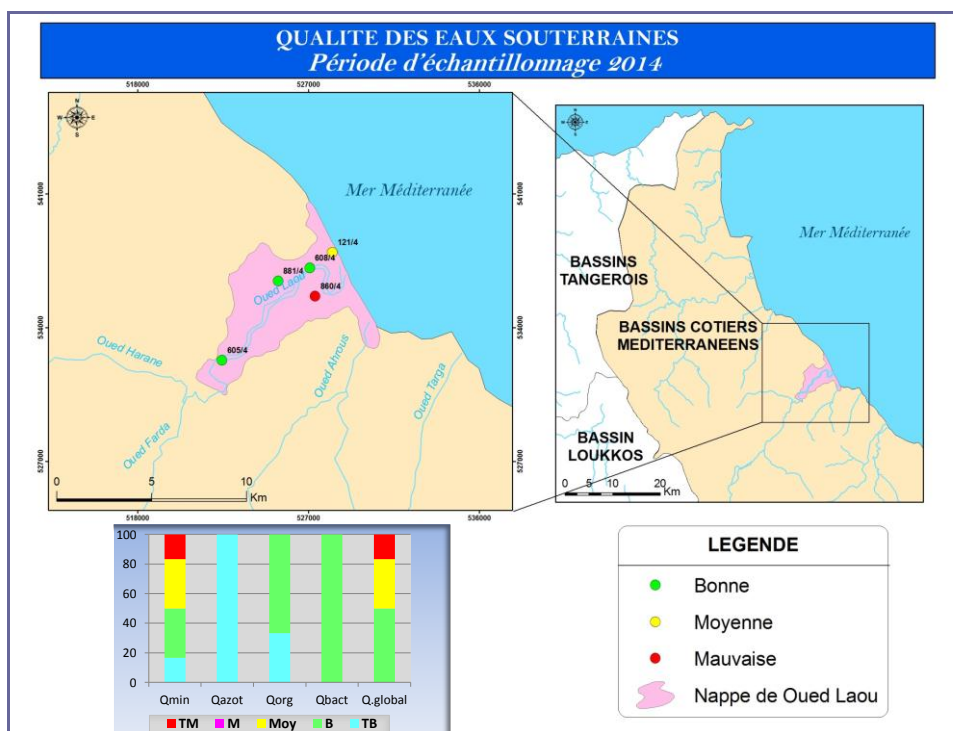 QUALITE DES EAUX SOUTERRAINES
Période d'échantillonnage 2014
518000
527000
536000
N
W
E
S
541000
541000
Mer Méditerranée
121/4
608/4
881/4
Oued Laou
860/4
534000
534000
605/4
Oued Harane
Oued Ahrous
Oued Targa
Oued Farda
527000
527000
0
5
10
Km
518000
527000
536000
N
W
E
S
Mer Méditerranée
BASSINS
TANGEROIS
BASSINS COTIERS
MEDITERRANEENS
BASSIN
LOUKKOS
0 5 10 20
Km
100
80
60
40
20
0
Qmin Qazot Qorg Qbact Q.global
TM M Moy B TB
LEGENDE
Bonne
Moyenne
Mauvaise
Nappe de Oued Laou